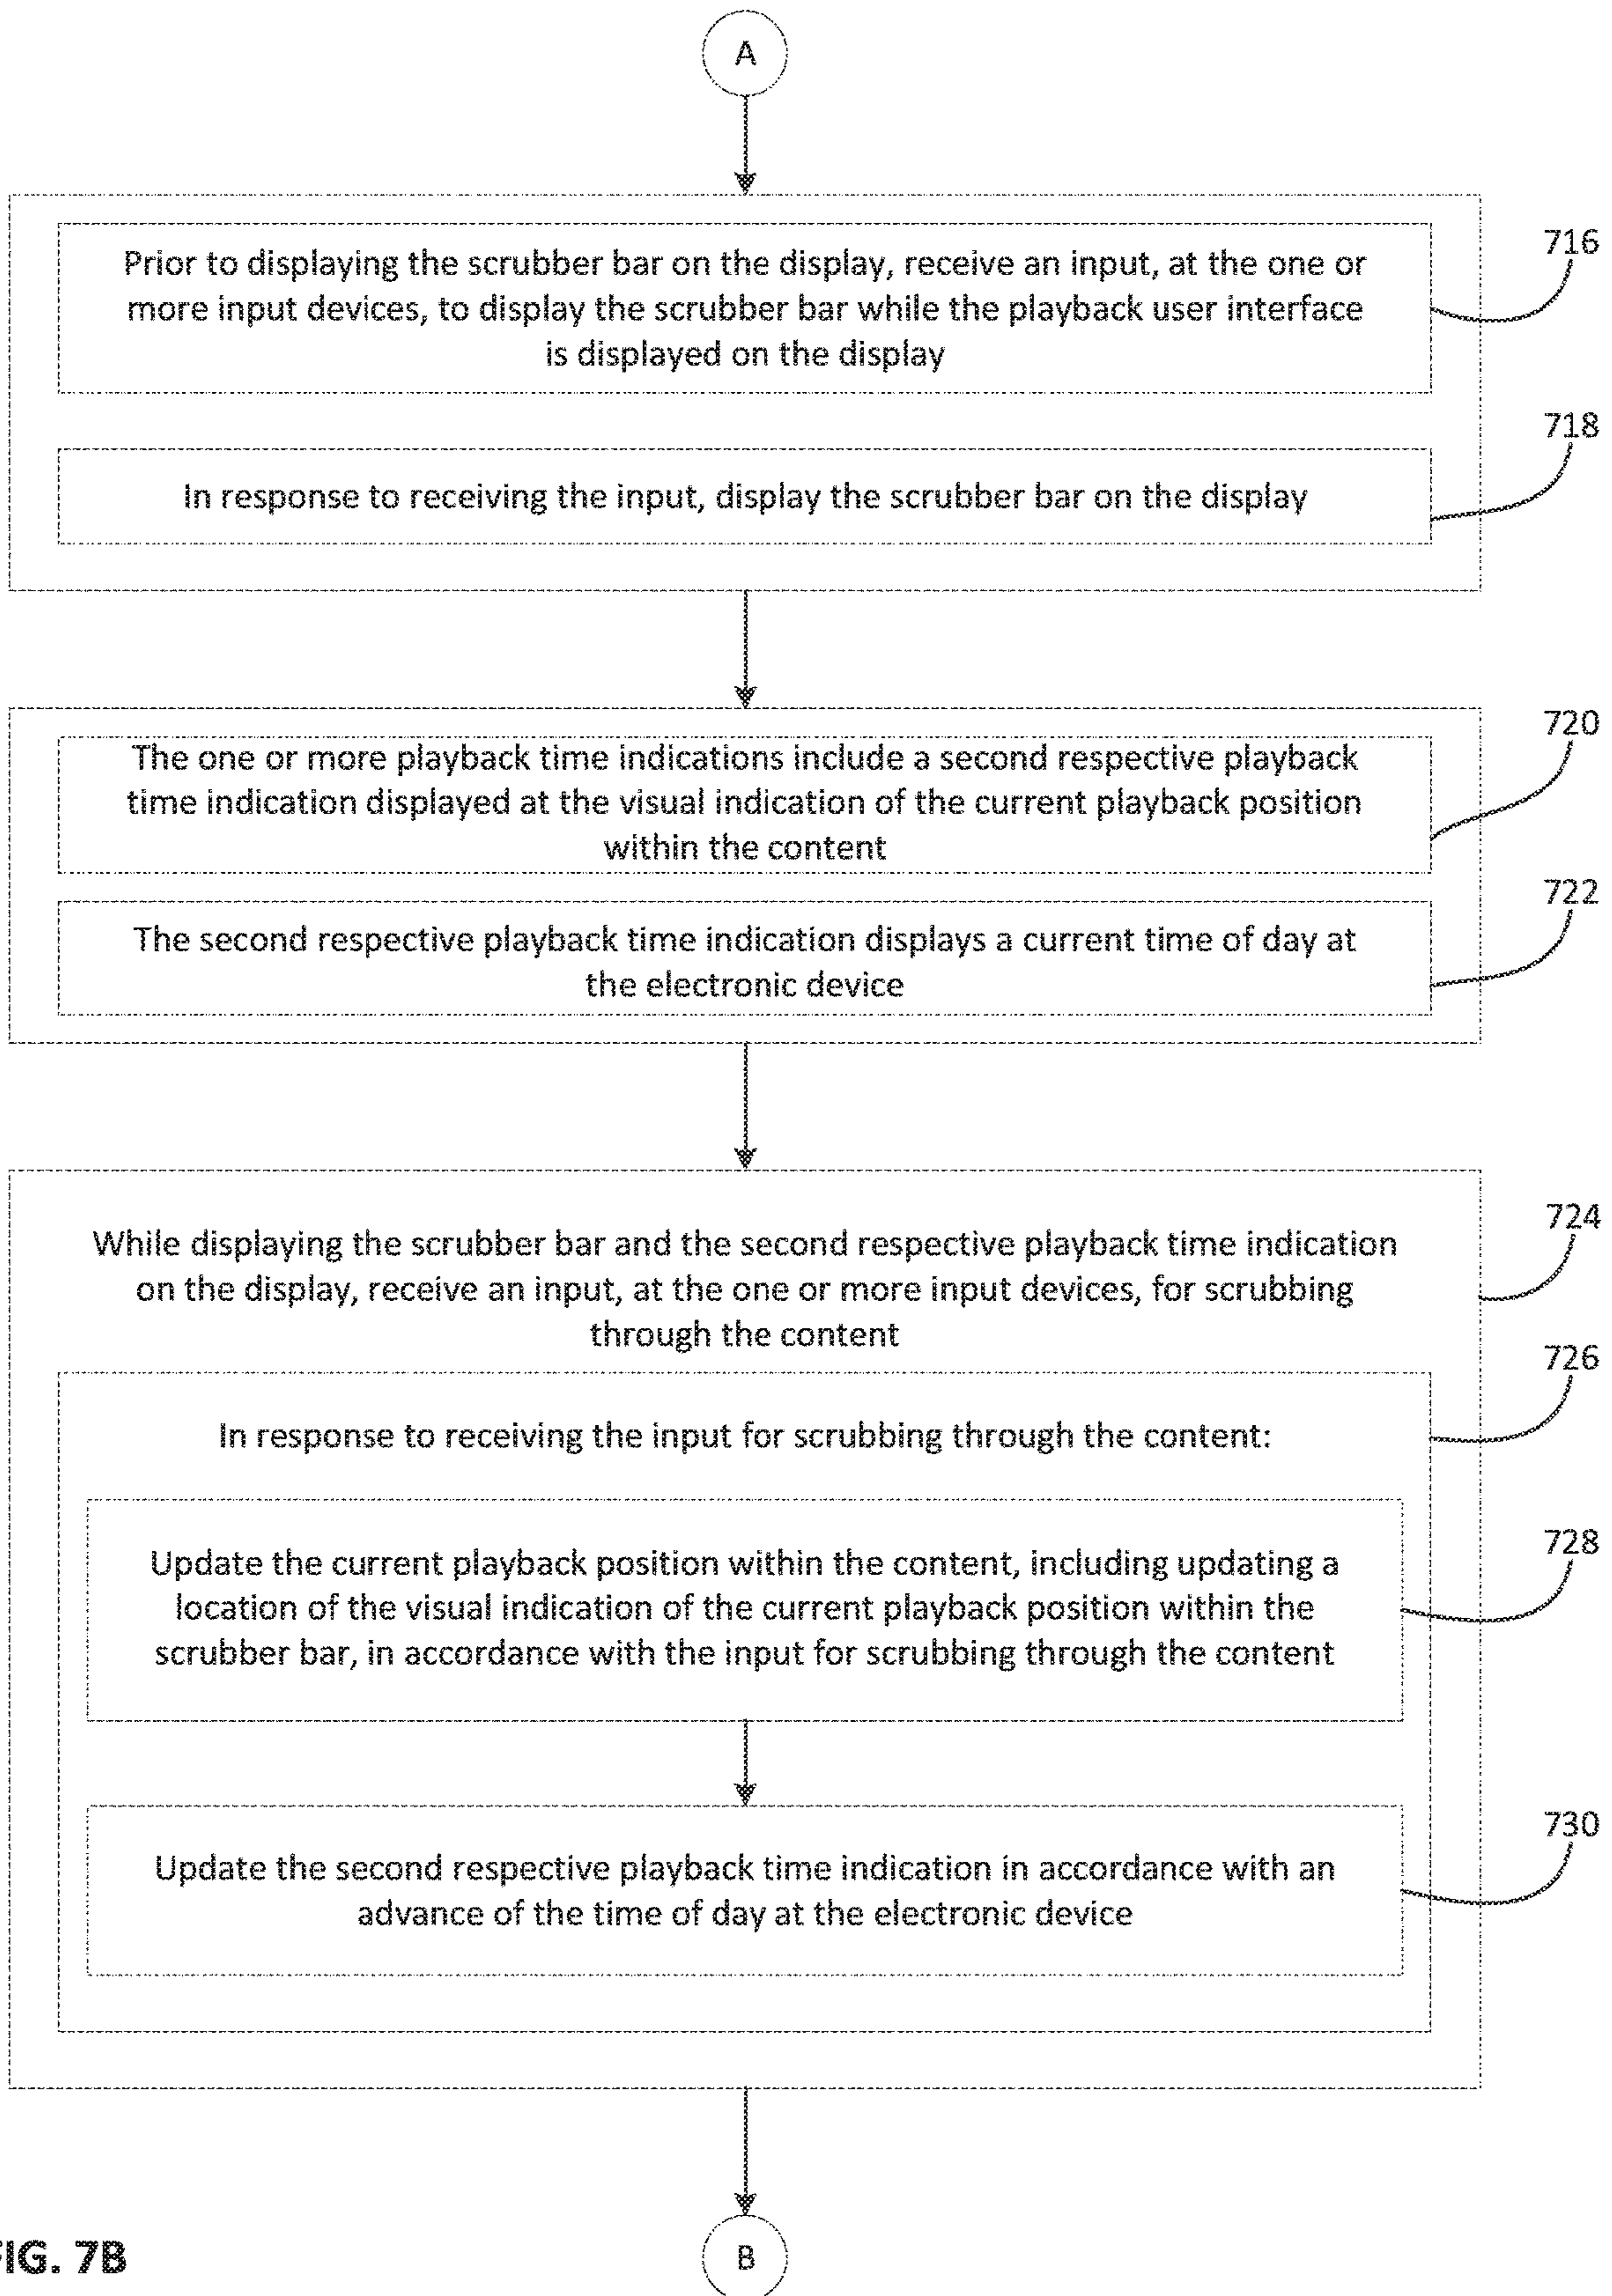 A
Prior to displaying the scrubber bar on the display, receive an input, at the one or
more input devices, to display the scrubber bar while the playback user interface
is displayed on the display
716
In response to receiving the input, display the scrubber bar on the display
718
The one or more playback time indications include a second respective playback
time indication displayed at the visual indication of the current playback position
within the content
720
The second respective playback time indication displays a current time of day at
the electronic device
722
While displaying the scrubber bar and the second respective playback time indication
on the display, receive an input, at the one or more input devices, for scrubbing
through the content
724
In response to receiving the input for scrubbing through the content:
726
Update the current playback position within the content, including updating a
location of the visual indication of the current playback position within the
scrubber bar, in accordance with the input for scrubbing through the content
728
Update the second respective playback time indication in accordance with an
advance of the time of day at the electronic device
730
B
FIG. 7B